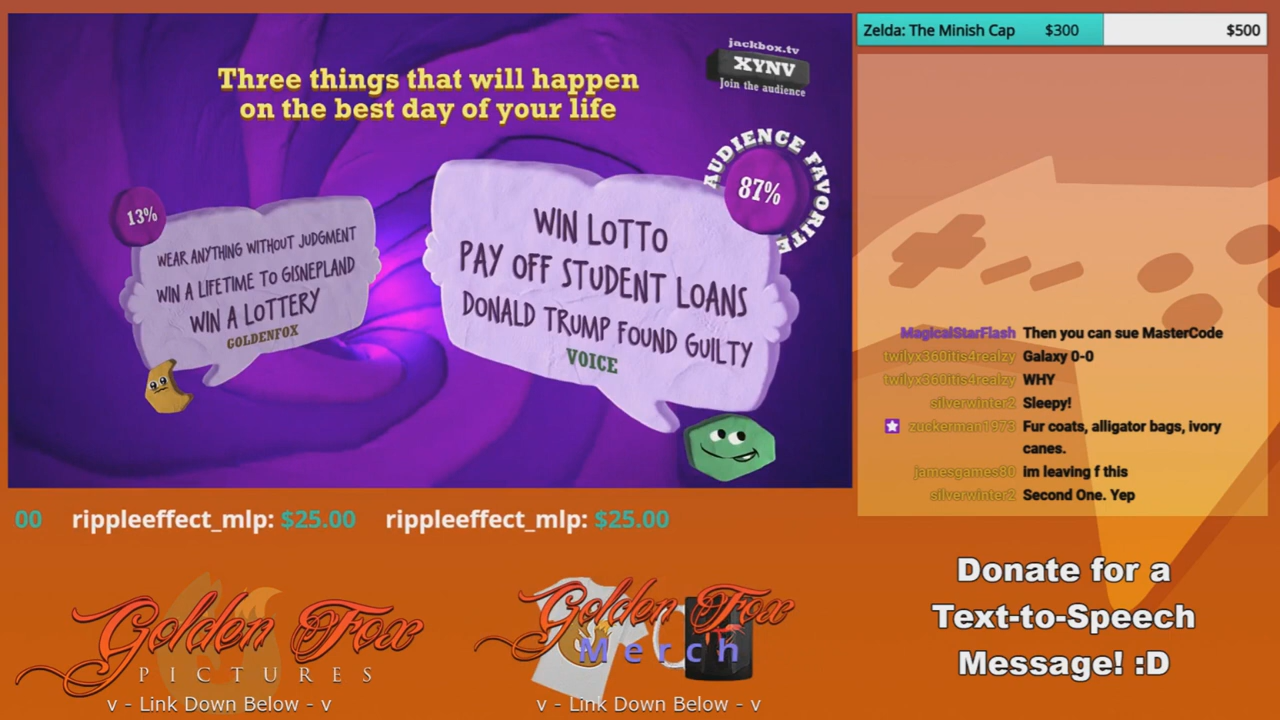 Three things that will happen
on the best day of your life
jackbox.tv
XYNV
Join the audience
13%
WEAR ANYTHING WITHOUT JUDGMENT
WIN A LIFETIME TO GISNEPLAND
WIN A LOTTERY
GOLDENFOX
AUDIENCE FAVORITE
87%
WIN LOTTO
PAY OFF STUDENT LOANS
DONALD TRUMP FOUND GUILTY
VOICE
Zelda: The Minish Cap $300 $500
MagicalStarFlash Then you can sue MasterCode
twilyx360itis4realzy Galaxy 0-0
twilyx360itis4realzy WHY
silverwinter2 Sleepy!
zuckerman1973 Fur coats, alligator bags, ivory
canes.
jamesgames80 im leaving f this
silverwinter2 Second One. Yep
00 rippleeffect_mlp: $25.00 rippleeffect_mlp: $25.00
Golden Fox
PICTURES
v - Link Down Below - v
Golden Fox
Merch
v - Link Down Below - v
Donate for a
Text-to-Speech
Message! :D